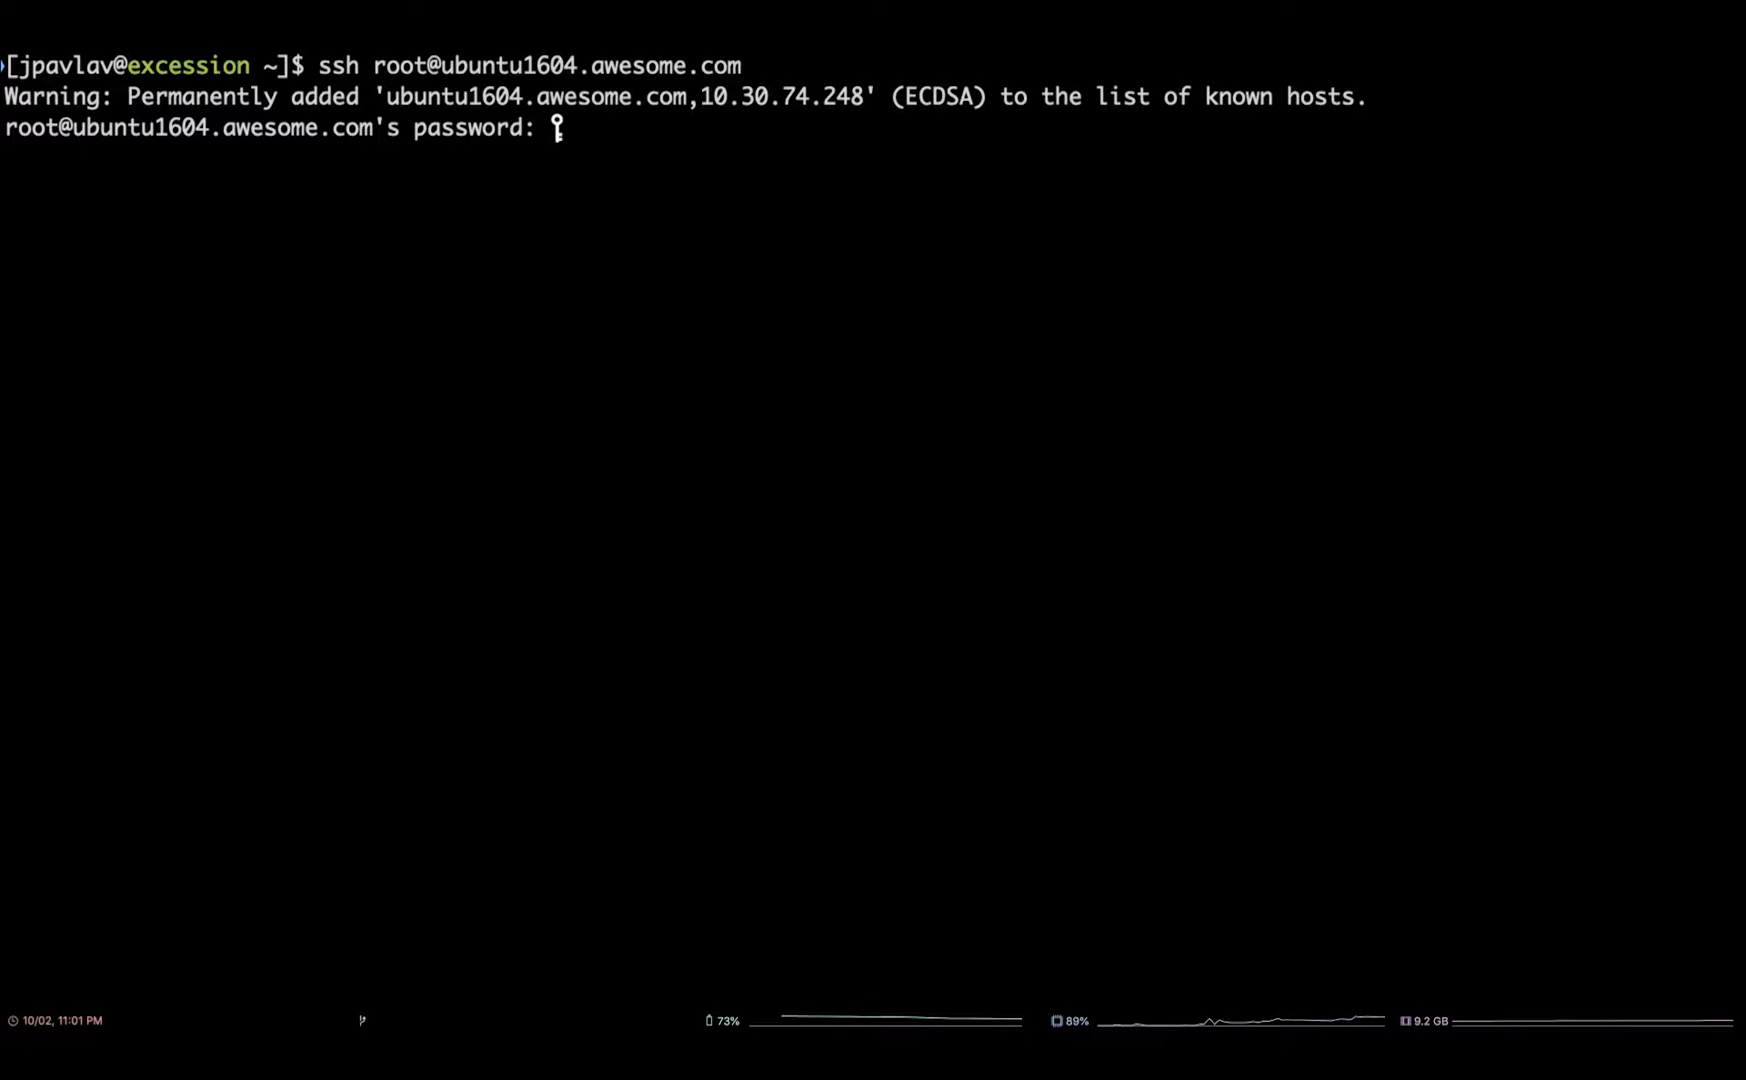 [jpavlav@excession ~]$ ssh root@ubuntu1604.awesome.com
Warning: Permanently added 'ubuntu1604.awesome.com,10.30.74.248' (ECDSA) to the list of known hosts.
root@ubuntu1604.awesome.com's password:
10/02, 11:01 PM 73% 89% 9.2 GB